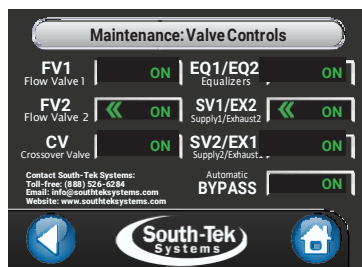 Maintenance: Valve Controls
FV1
Flow Valve 1
ON
EQ1/EQ2
Equalizers
ON
FV2
Flow Valve 2
ON
SV1/EX2
Supply1/Exhaust2
ON
CV
Crossover Valve
ON
SV2/EX1
Supply2/Exhaust1
ON
Contact South-Tek Systems:
Toll-free: (888) 526-6284
Email: info@southteksystems.com
Website: www.southteksystems.com
Automatic
BYPASS
ON
South-Tek
Systems